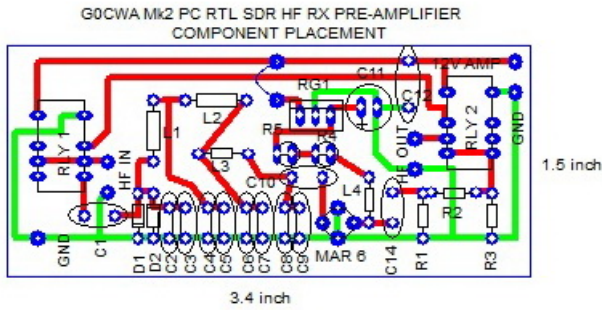 G0CWA Mk2 PC RTL SDR HF RX PRE-AMPLIFIER
COMPONENT PLACEMENT
12V AMP
RG1
C11
C12
RLY 1
L1
L2
R5
R4
RLY 2
GND
HF IN
L3
C10
L4
HF OUT
R2
1.5 inch
GND
C1
D1
D2
C2
C3
C4
C5
C6
C7
C8
C9
MAR 6
C14
R1
R3
3.4 inch